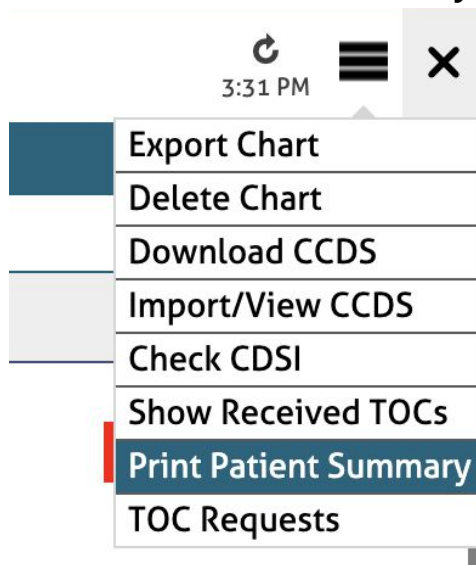 3:31 PM
Export Chart
Delete Chart
Download CCDS
Import/View CCDS
Check CDSI
Show Received TOCs
Print Patient Summary
TOC Requests